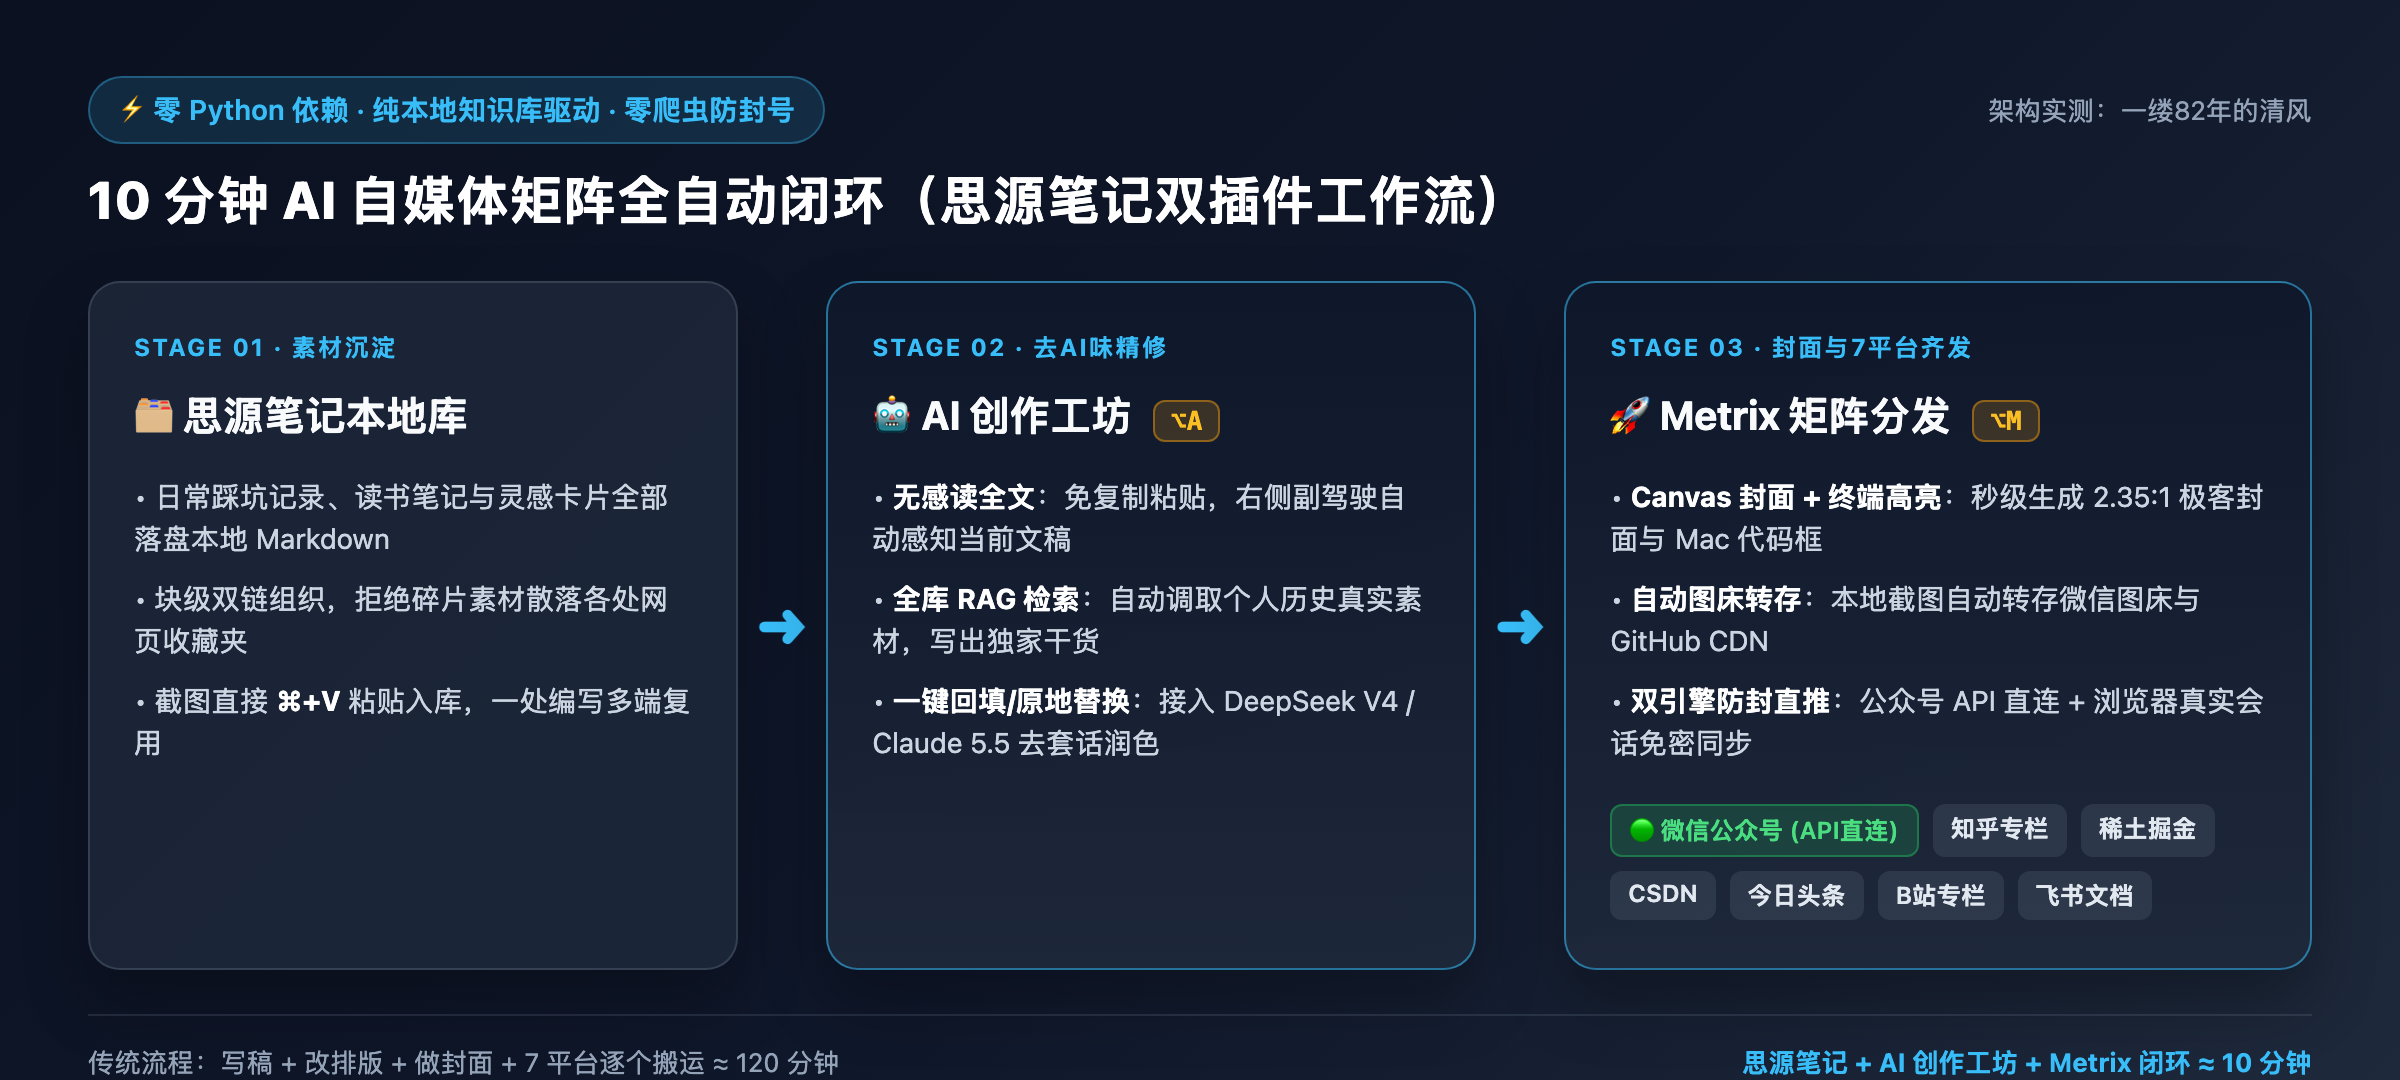 ⚡ 零 Python 依赖 · 纯本地知识库驱动 · 零爬虫防封号
架构实测：一缕82年的清风
10 分钟 AI 自媒体矩阵全自动闭环（思源笔记双插件工作流）
STAGE 01 · 素材沉淀
🗂️ 思源笔记本地库
• 日常踩坑记录、读书笔记与灵感卡片全部
落盘本地 Markdown
• 块级双链组织，拒绝碎片素材散落各处网
页收藏夹
• 截图直接 ⌘+V 粘贴入库，一处编写多端复
用
STAGE 02 · 去AI味精修
🤖 AI 创作工坊 ⌥A
• 无感读全文：免复制粘贴，右侧副驾驶自
动感知当前文稿
• 全库 RAG 检索：自动调取个人历史真实素
材，写出独家干货
• 一键回填/原地替换：接入 DeepSeek V4 /
Claude 5.5 去套话润色
STAGE 03 · 封面与7平台齐发
🚀 Metrix 矩阵分发 ⌥M
• Canvas 封面 + 终端高亮：秒级生成 2.35:1 极客封
面与 Mac 代码框
• 自动图床转存：本地截图自动转存微信图床与
GitHub CDN
• 双引擎防封直推：公众号 API 直连 + 浏览器真实会
话免密同步
🟢 微信公众号 (API直连) 知乎专栏 稀土掘金
CSDN 今日头条 B站专栏 飞书文档
传统流程：写稿 + 改排版 + 做封面 + 7 平台逐个搬运 ≈ 120 分钟
思源笔记 + AI 创作工坊 + Metrix 闭环 ≈ 10 分钟